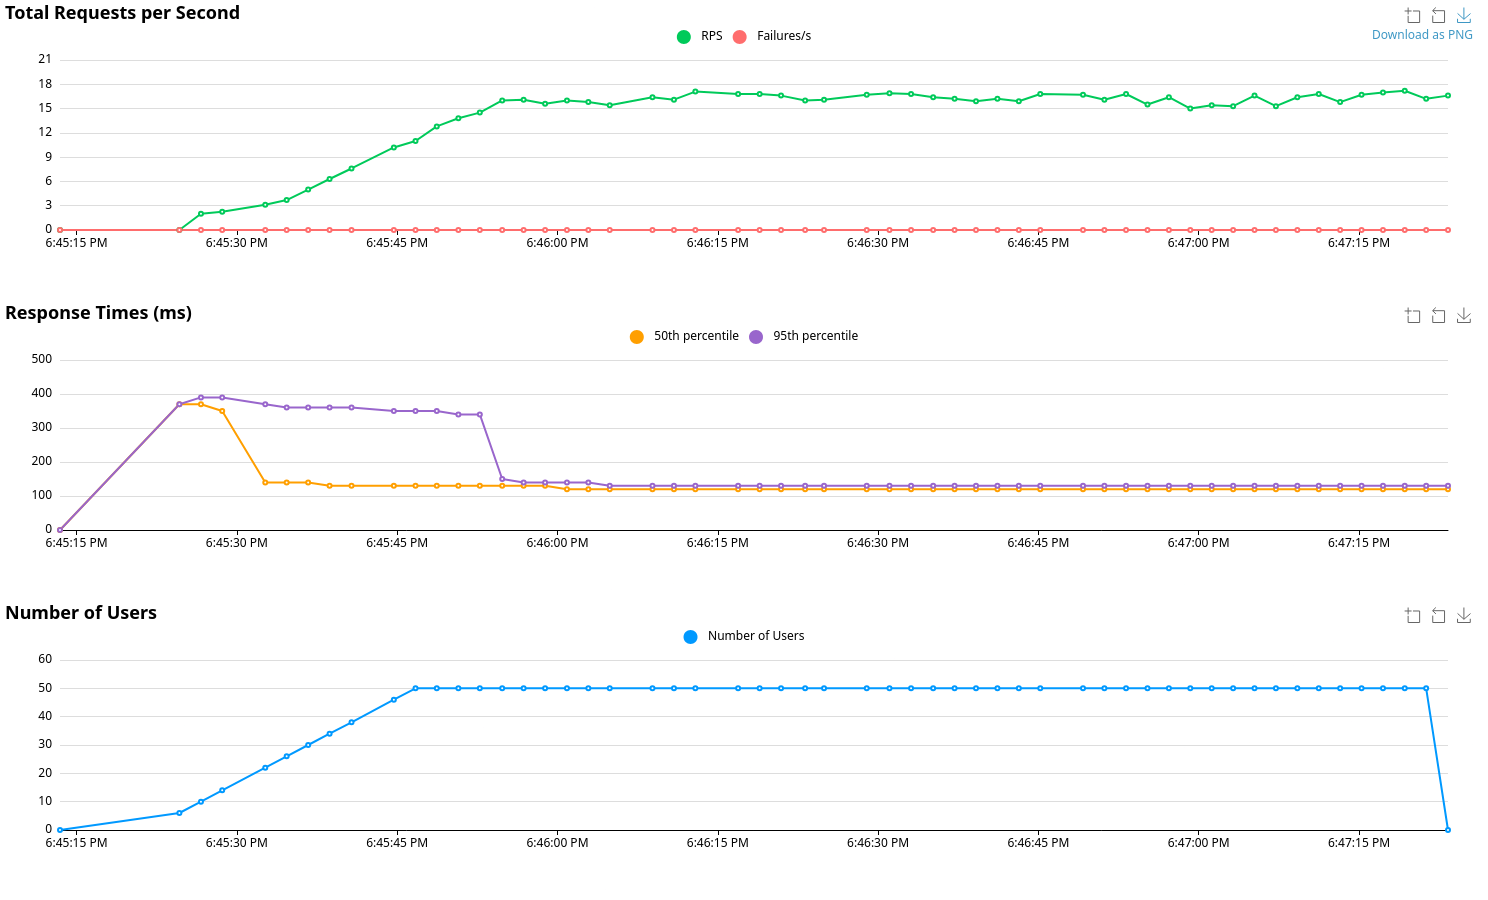 Total Requests per Second
Download as PNG
RPS Failures/s
21
18
15
12
9
6
3
0
6:45:15 PM 6:45:30 PM 6:45:45 PM 6:46:00 PM 6:46:15 PM 6:46:30 PM 6:46:45 PM 6:47:00 PM 6:47:15 PM
Response Times (ms)
50th percentile 95th percentile
500
400
300
200
100
0
6:45:15 PM 6:45:30 PM 6:45:45 PM 6:46:00 PM 6:46:15 PM 6:46:30 PM 6:46:45 PM 6:47:00 PM 6:47:15 PM
Number of Users
Number of Users
60
50
40
30
20
10
0
6:45:15 PM 6:45:30 PM 6:45:45 PM 6:46:00 PM 6:46:15 PM 6:46:30 PM 6:46:45 PM 6:47:00 PM 6:47:15 PM